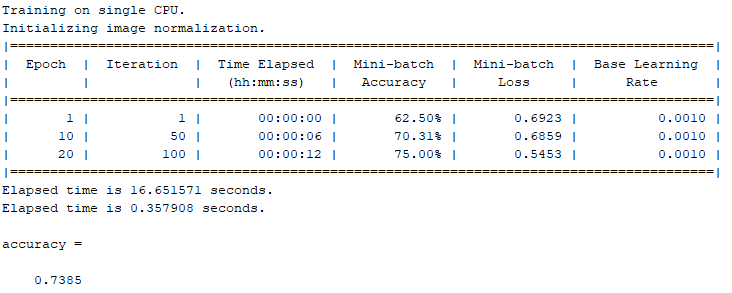 Training on single CPU.
Initializing image normalization.
|=======================================================================================|
| Epoch | Iteration | Time Elapsed | Mini-batch | Mini-batch | Base Learning |
| | | (hh:mm:ss) | Accuracy | Loss | Rate |
|=======================================================================================|
| 1 | 1 | 00:00:00 | 62.50% | 0.6923 | 0.0010 |
| 10 | 50 | 00:00:06 | 70.31% | 0.6859 | 0.0010 |
| 20 | 100 | 00:00:12 | 75.00% | 0.5453 | 0.0010 |
|=======================================================================================|
Elapsed time is 16.651571 seconds.
Elapsed time is 0.357908 seconds.
accuracy =
0.7385